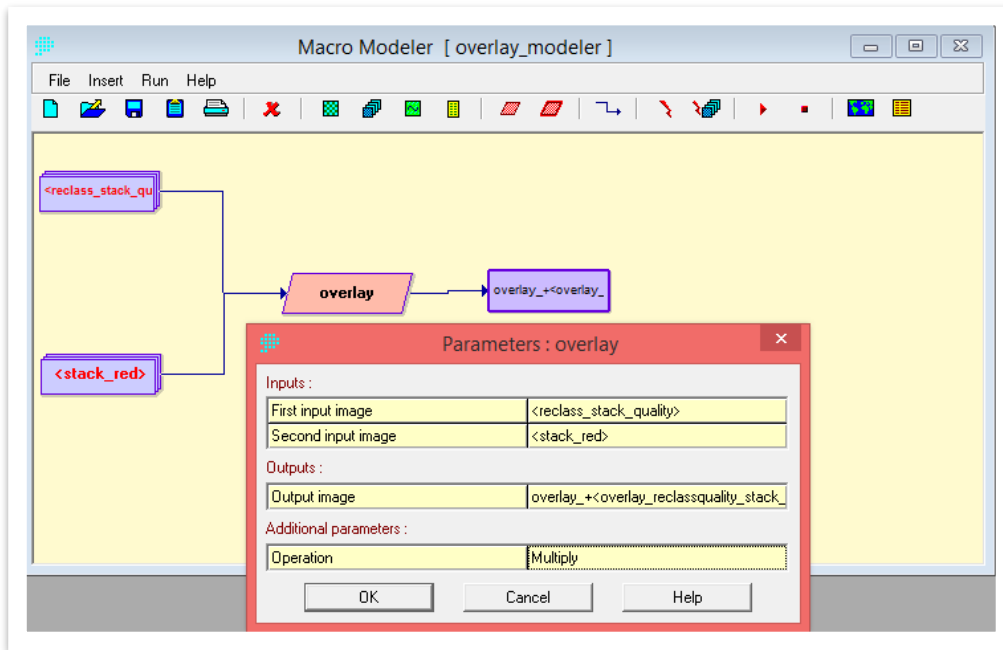 Macro Modeler [ overlay_modeler ]
File Insert Run Help
<reclass_stack_qu
overlay
overlay_+<overlay_
<stack_red>
Parameters : overlay
Inputs :
First input image <reclass_stack_quality>
Second input image <stack_red>
Outputs :
Output image overlay_+<overlay_reclassquality_stack_
Additional parameters :
Operation Multiply
OK Cancel Help